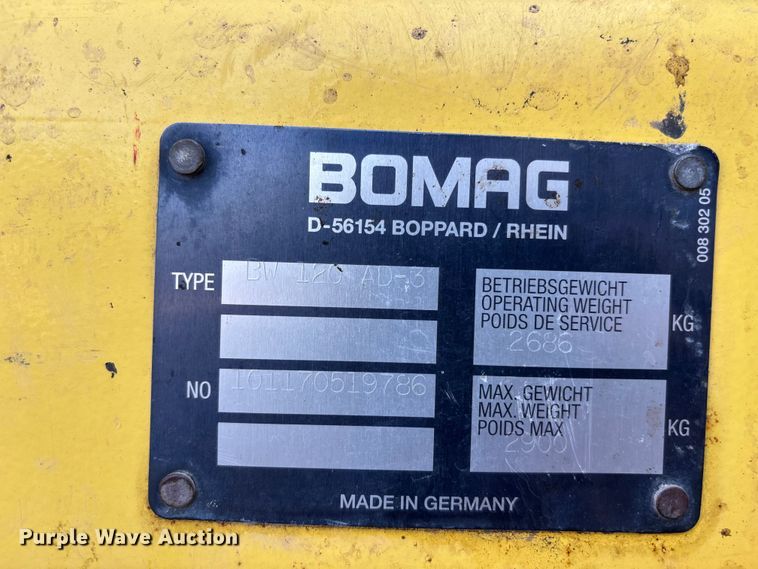 BOMAG
D-56154 BOPPARD / RHEIN
TYPE BW 120 AD-3
NO 101170519786
BETRIEBSGEWICHT
OPERATING WEIGHT
POIDS DE SERVICE
2686 KG
MAX. GEWICHT
MAX. WEIGHT
POIDS MAX
2900 KG
MADE IN GERMANY
008 302 05
Purple Wave Auction